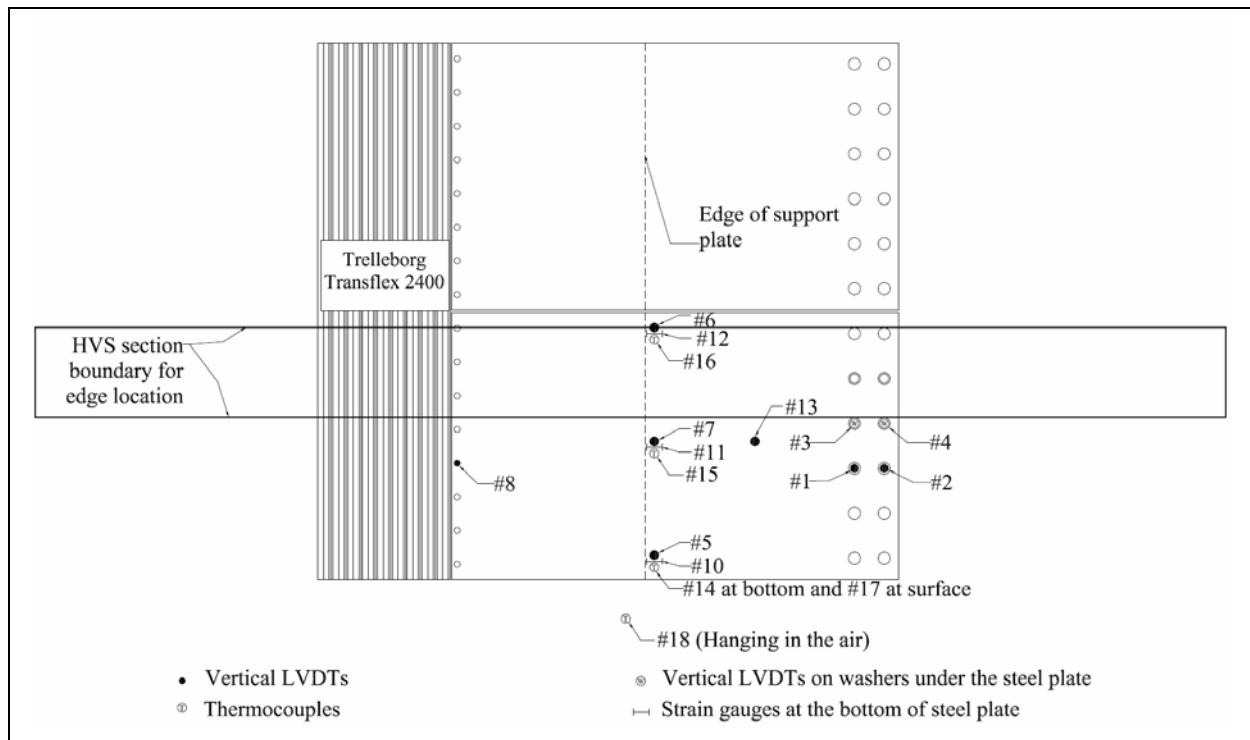 Edge of support
plate
Trelleborg
Transflex 2400
HVS section
boundary for
edge location
#6
#12
#16
#13
#7
#3
#4
#11
#15
#8
#1
#2
#5
#10
#14 at bottom and #17 at surface
#18 (Hanging in the air)
Vertical LVDTs
Vertical LVDTs on washers under the steel plate
Thermocouples
Strain gauges at the bottom of steel plate